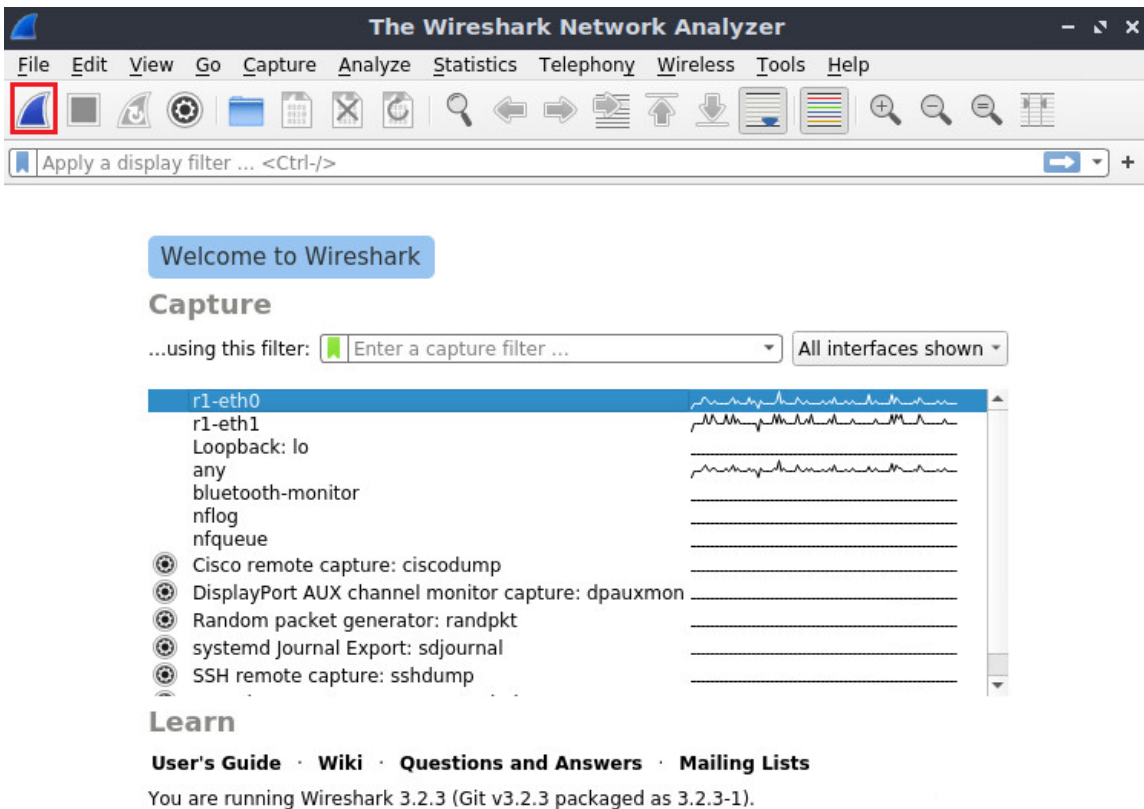 The Wireshark Network Analyzer
File Edit View Go Capture Analyze Statistics Telephony Wireless Tools Help
Apply a display filter ... <Ctrl-/>
+
Welcome to Wireshark
Capture
...using this filter: Enter a capture filter ... All interfaces shown
r1-eth0
r1-eth1
Loopback: lo
any
bluetooth-monitor
nflog
nfqueue
Cisco remote capture: ciscodump
DisplayPort AUX channel monitor capture: dpauxmon
Random packet generator: randpkt
systemd Journal Export: sdjournal
SSH remote capture: sshdump
Learn
User's Guide · Wiki · Questions and Answers · Mailing Lists
You are running Wireshark 3.2.3 (Git v3.2.3 packaged as 3.2.3-1).